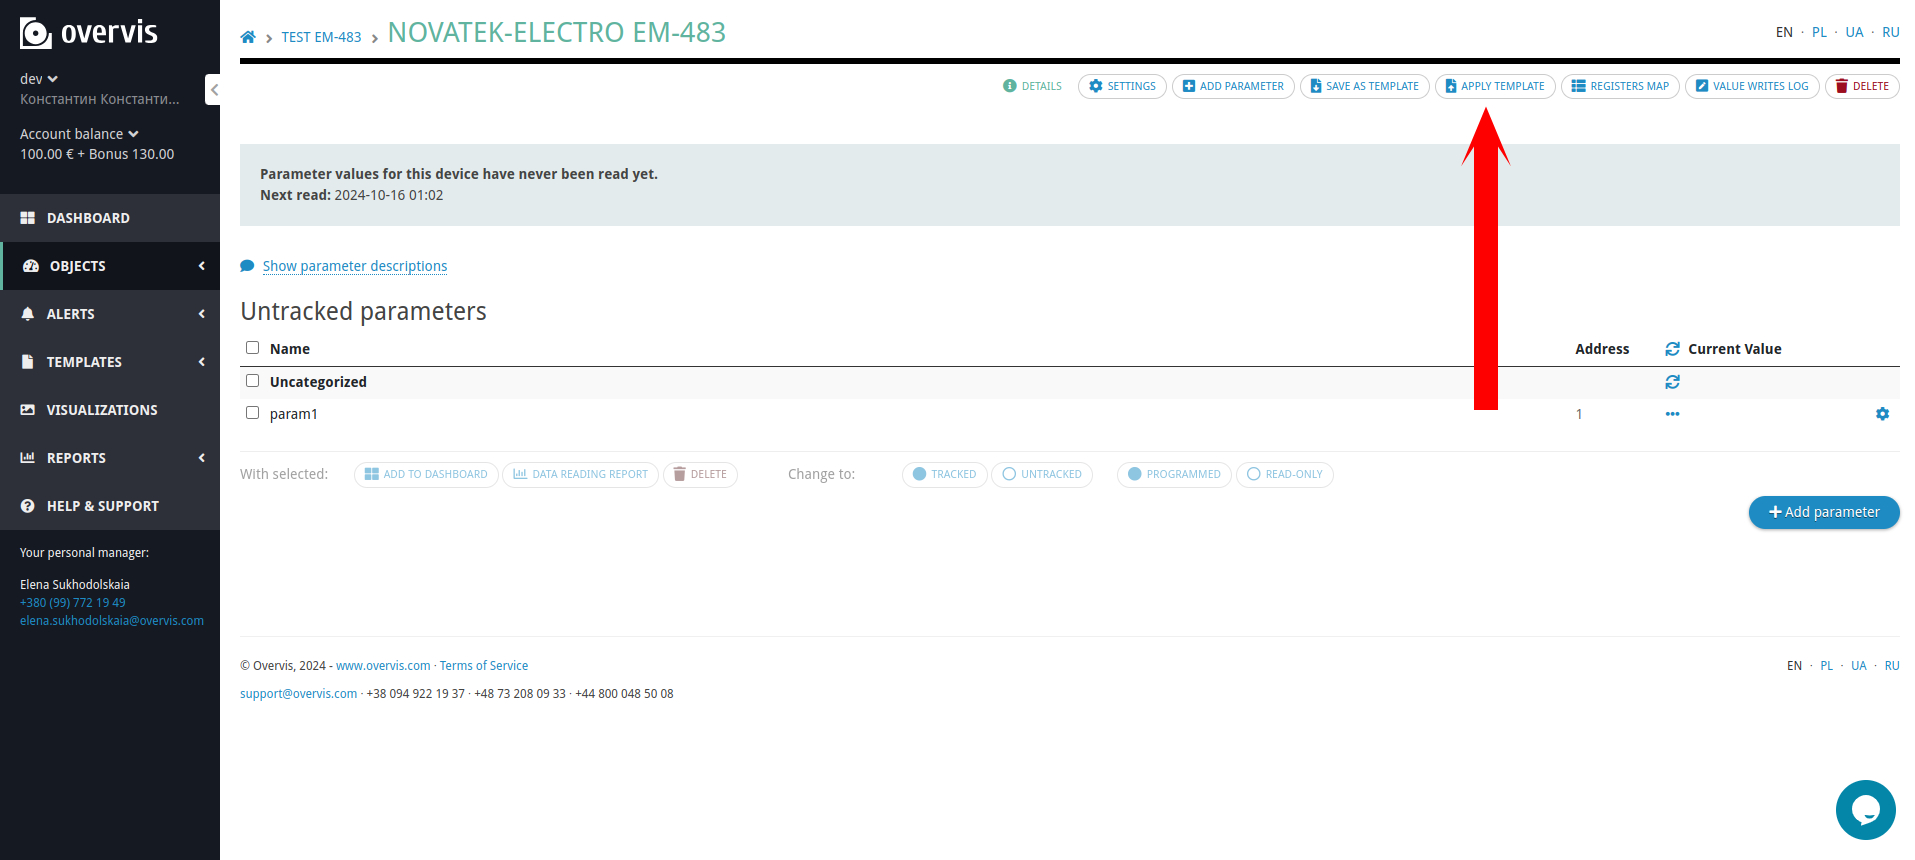 overvis
dev
Константин Константи...
Account balance
100.00 € + Bonus 130.00
DASHBOARD
OBJECTS
ALERTS
TEMPLATES
VISUALIZATIONS
REPORTS
HELP & SUPPORT
Your personal manager:
Elena Sukhodolskaia
+380 (99) 772 19 49
elena.sukhodolskaia@overvis.com
TEST EM-483 NOVATEK-ELECTRO EM-483
EN · PL · UA · RU
DETAILS SETTINGS ADD PARAMETER SAVE AS TEMPLATE APPLY TEMPLATE REGISTERS MAP VALUE WRITES LOG DELETE
Parameter values for this device have never been read yet.
Next read: 2024-10-16 01:02
Show parameter descriptions
Untracked parameters
Name Address Current Value
Uncategorized
param1 1
With selected: ADD TO DASHBOARD DATA READING REPORT DELETE Change to: TRACKED UNTRACKED PROGRAMMED READ-ONLY
Add parameter
© Overvis, 2024 - www.overvis.com · Terms of Service
EN · PL · UA · RU
support@overvis.com · +38 094 922 19 37 · +48 73 208 09 33 · +44 800 048 50 08